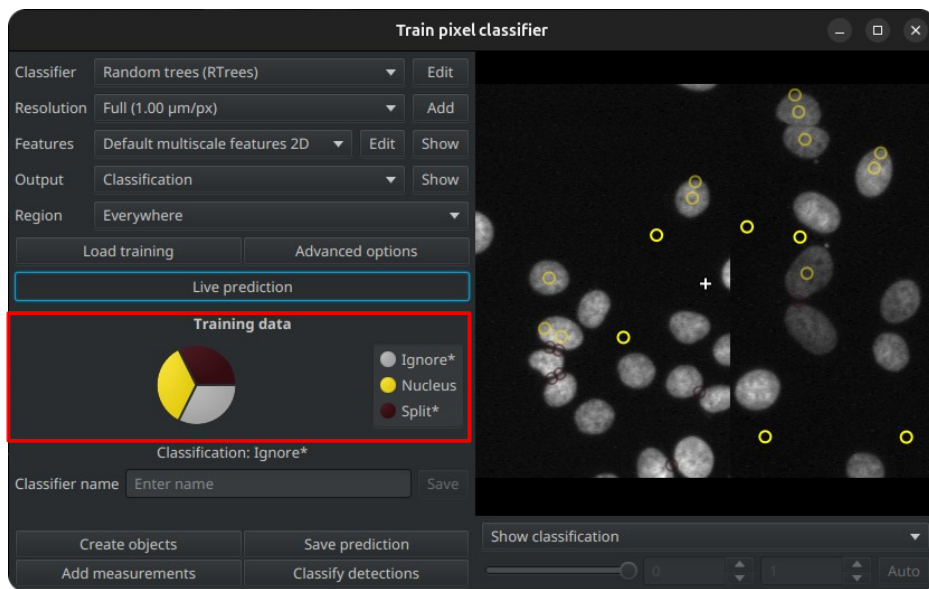 Train pixel classifier
Classifier Random trees (RTrees) Edit
Resolution Full (1.00 µm/px) Add
Features Default multiscale features 2D Edit Show
Output Classification Show
Region Everywhere
Load training Advanced options
Live prediction
Training data
Ignore*
Nucleus
Split*
Classification: Ignore*
Classifier name Enter name Save
Create objects Save prediction
Add measurements Classify detections
Show classification
0 1 Auto